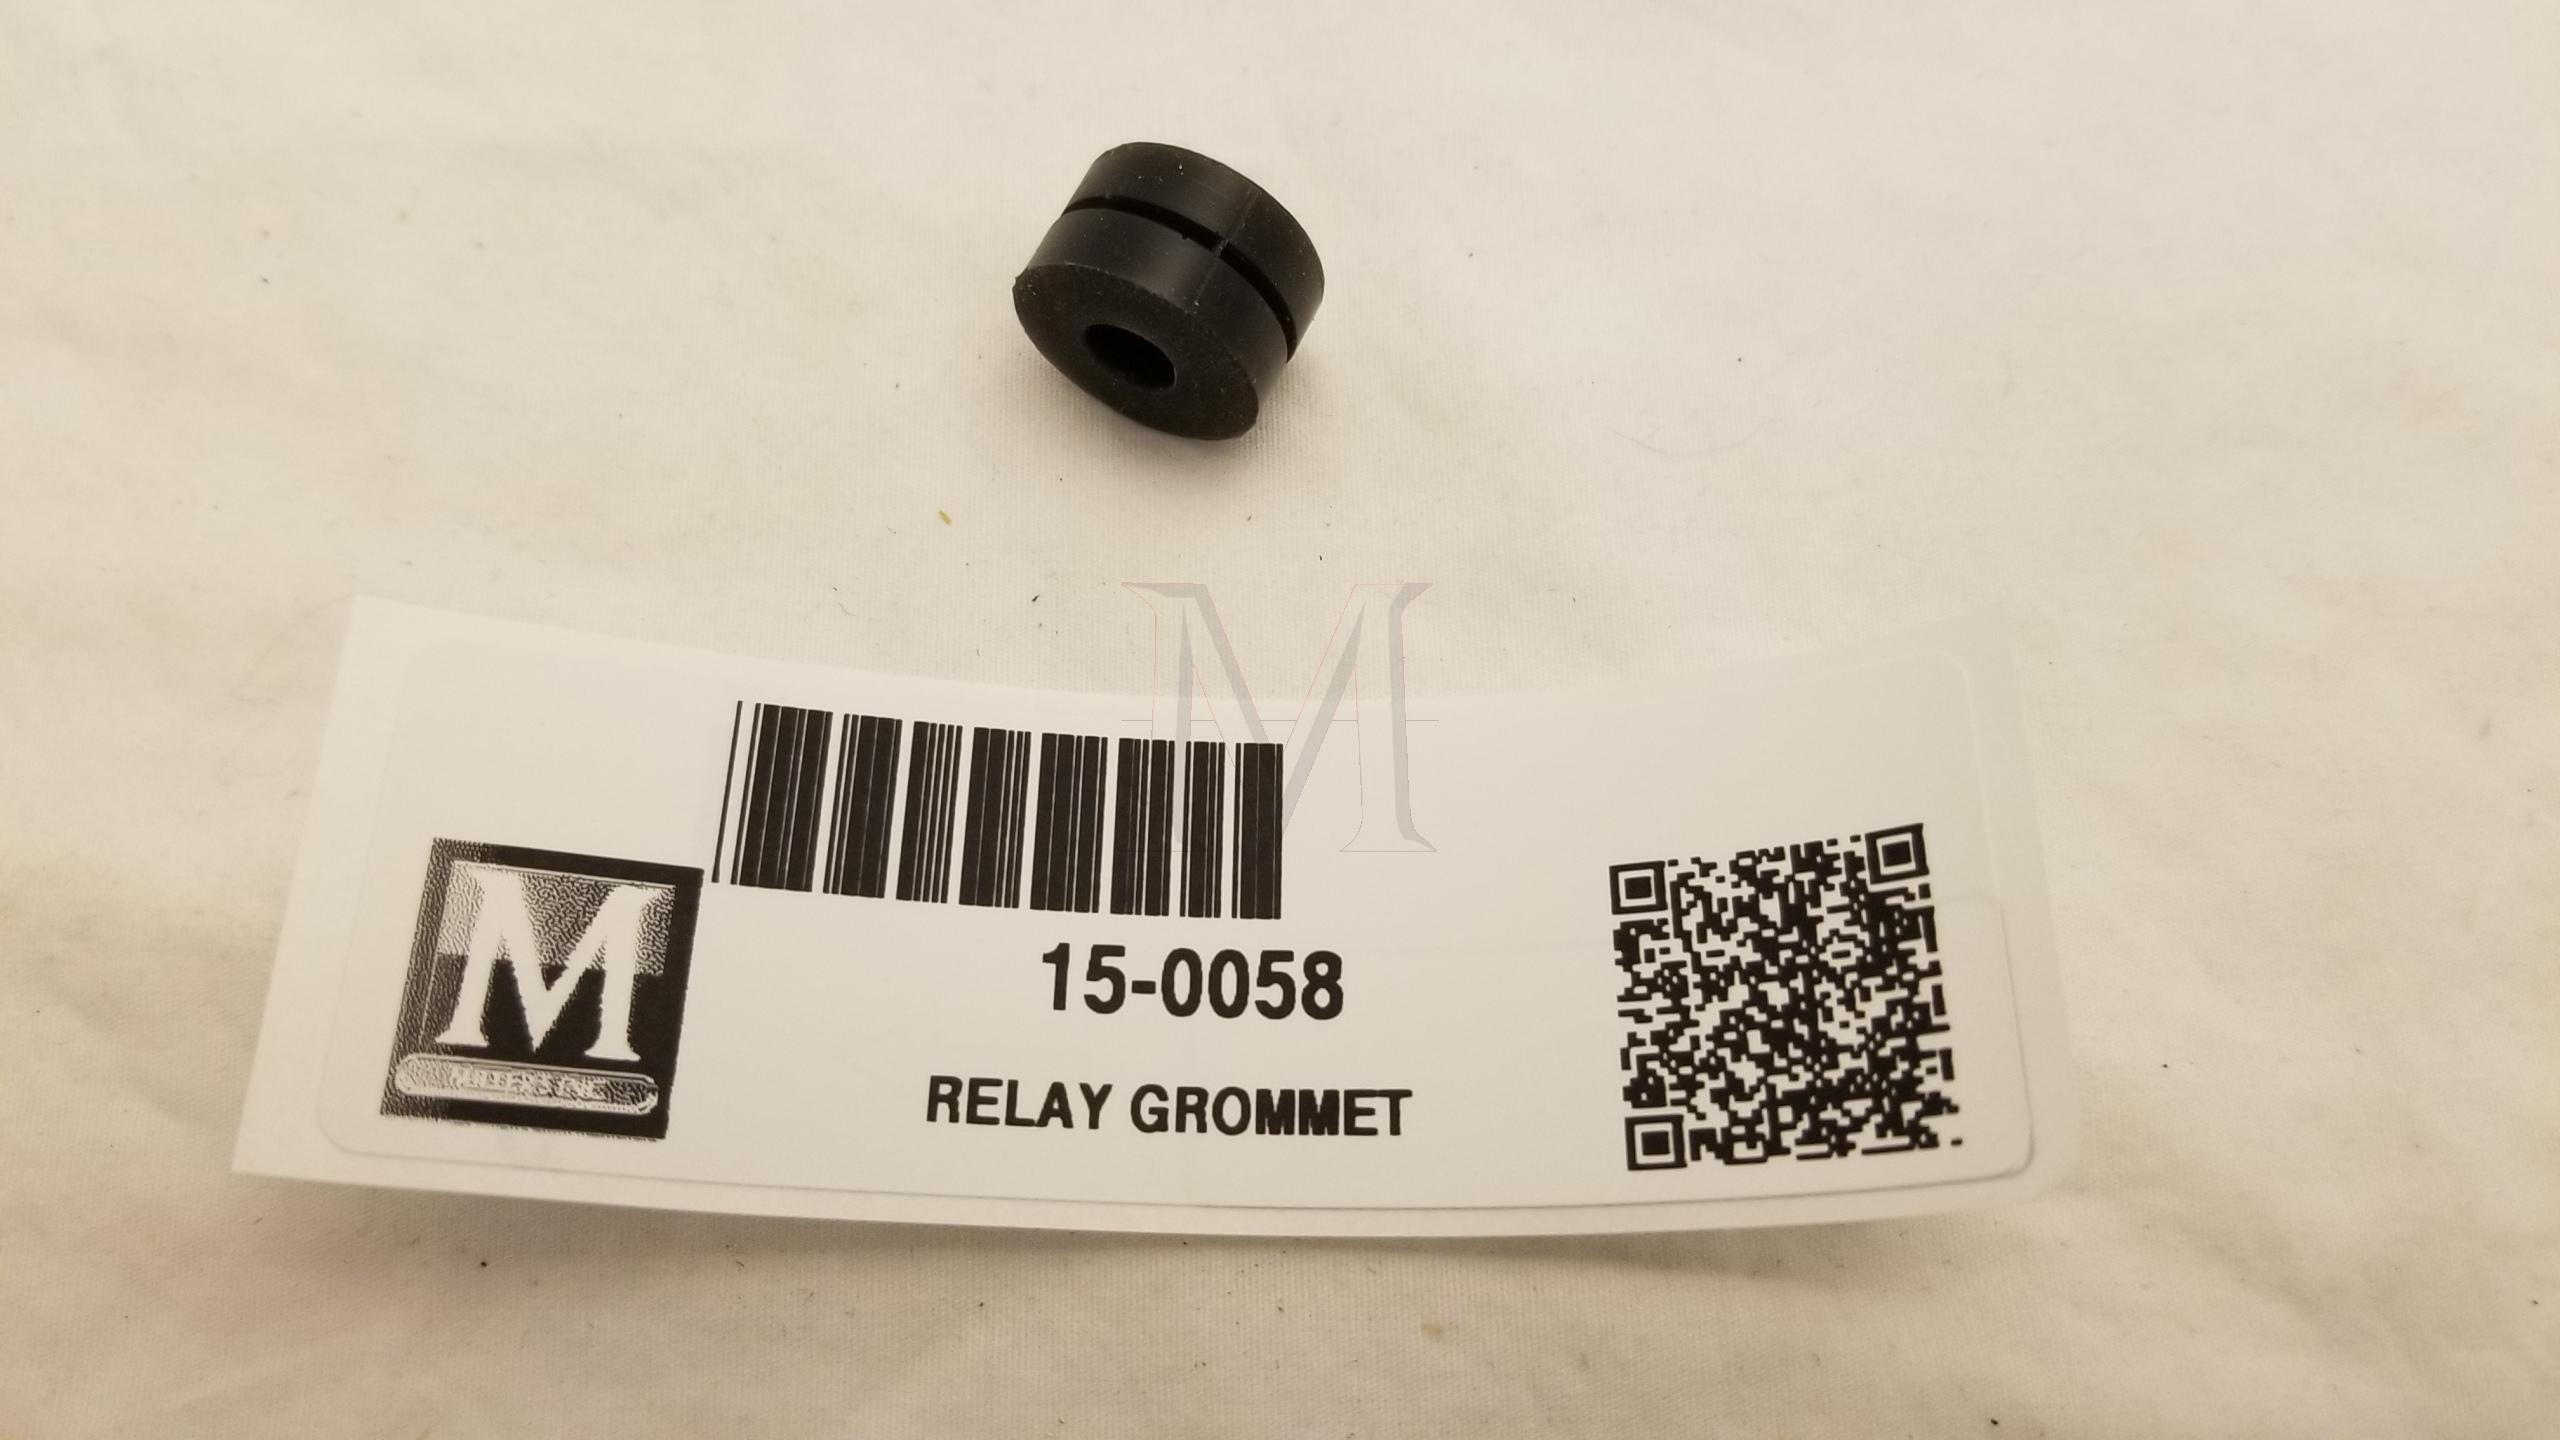 M
15-0058
RELAY GROMMET
M